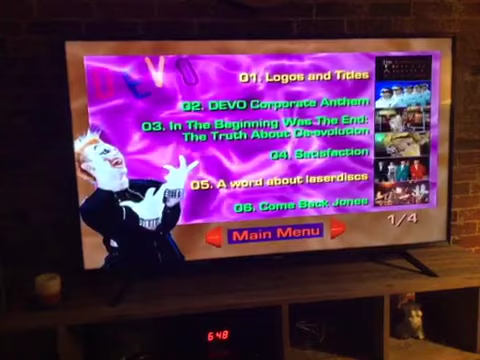 DEVO
01. Logos and Titles
02. DEVO Corporate Anthem
03. In The Beginning Was The End:
The Truth About De-evolution
04. Satisfaction
05. A word about laserdiscs
06. Come Back Jonee
1/4
Main Menu
6:48